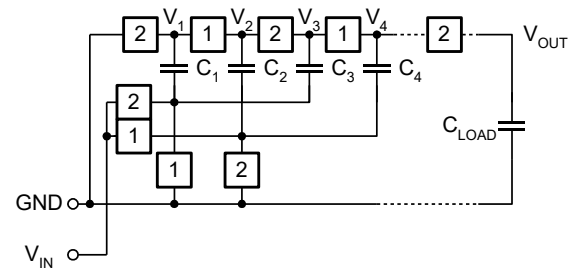 V1 V2 V3 V4
2 1 2 1 2 VOUT
C1 C2 C3 C4
2
1 CLOAD
1 2
GND
VIN